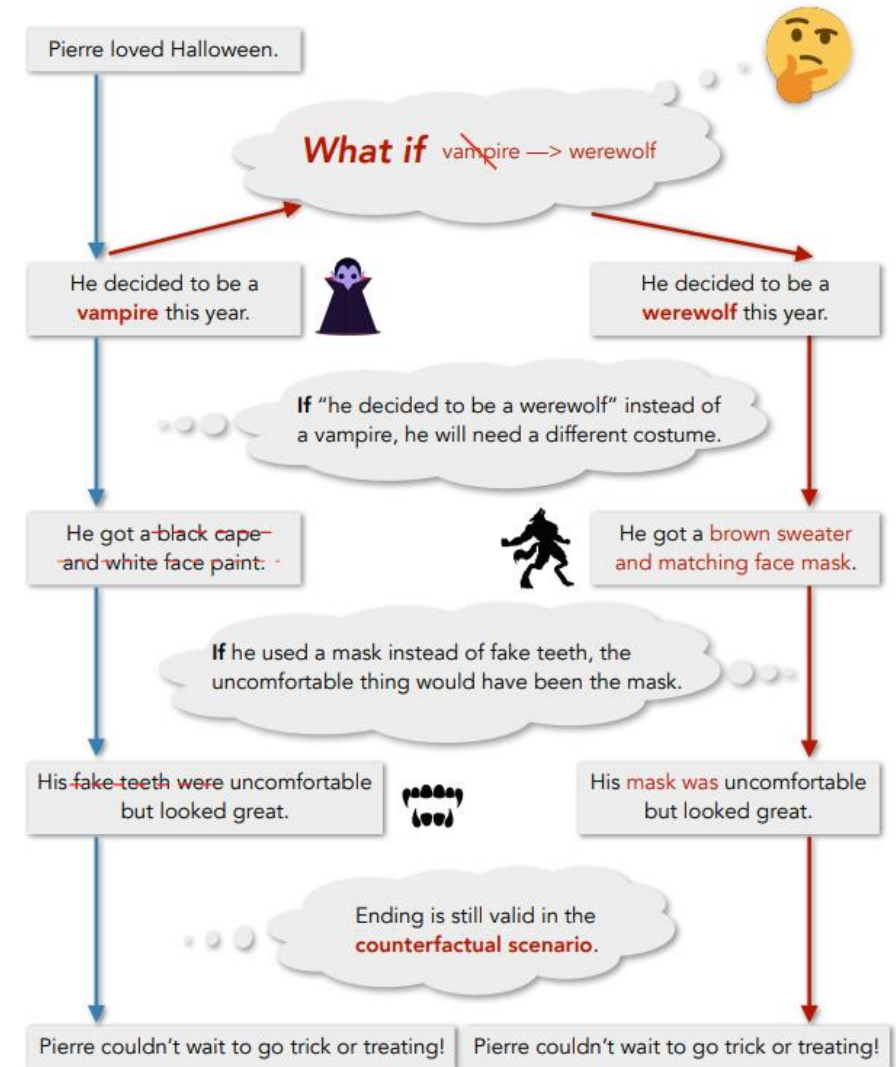 Pierre loved Halloween.
What if vampire —> werewolf
He decided to be a
vampire this year.
He decided to be a
werewolf this year.
If “he decided to be a werewolf” instead of
a vampire, he will need a different costume.
He got a black cape
and white face paint.
He got a brown sweater
and matching face mask.
If he used a mask instead of fake teeth, the
uncomfortable thing would have been the mask.
His fake teeth were uncomfortable
but looked great.
His mask was uncomfortable
but looked great.
Ending is still valid in the
counterfactual scenario.
Pierre couldn’t wait to go trick or treating!
Pierre couldn’t wait to go trick or treating!